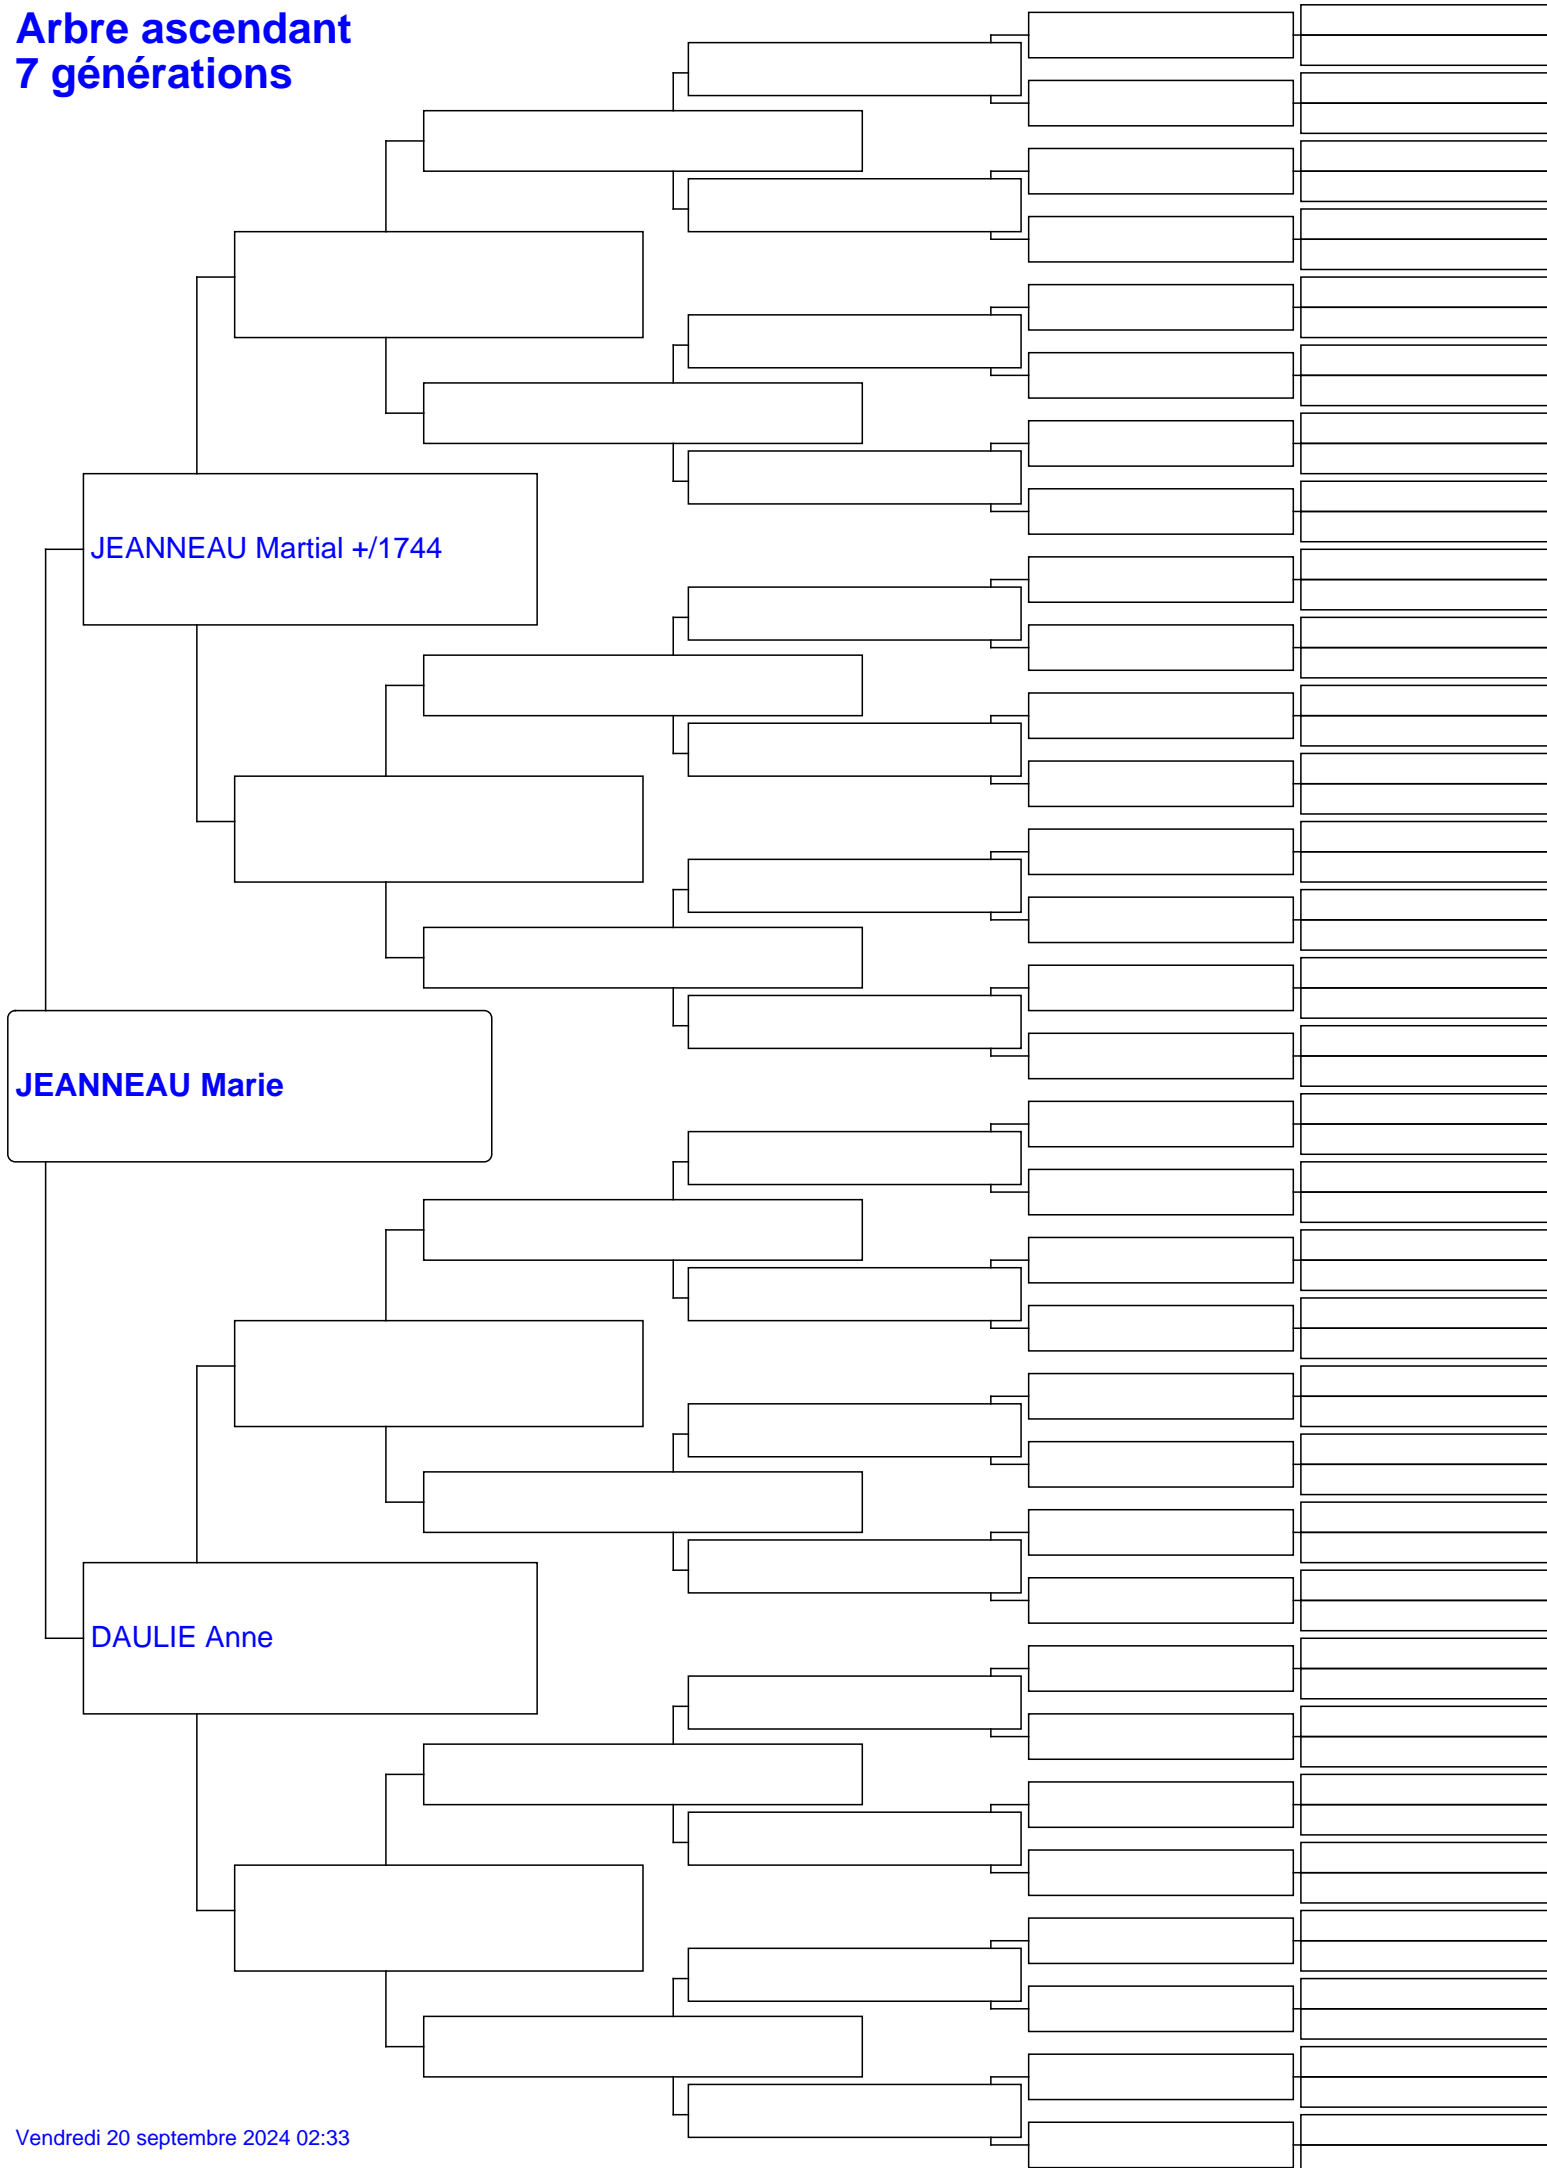 Arbre ascendant
7 générations
JEANNEAU Martial +/1744
JEANNEAU Marie
DAULIE Anne
Vendredi 20 septembre 2024 02:33